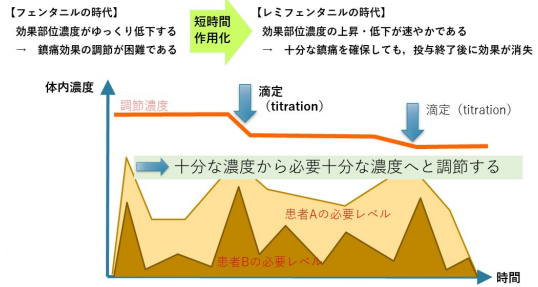 【フェンタニルの時代】
効果部位濃度がゆっくり低下する
→ 鎮痛効果の調節が困難である
短時間
作用化
【レミフェンタニルの時代】
効果部位濃度の上昇・低下が速やかである
→ 十分な鎮痛を確保しても，投与終了後に効果が消失
体内濃度
調節濃度
滴定
（titration）
滴定（titration）
十分な濃度から必要十分な濃度へと調節する
患者Aの必要レベル
患者Bの必要レベル
時間